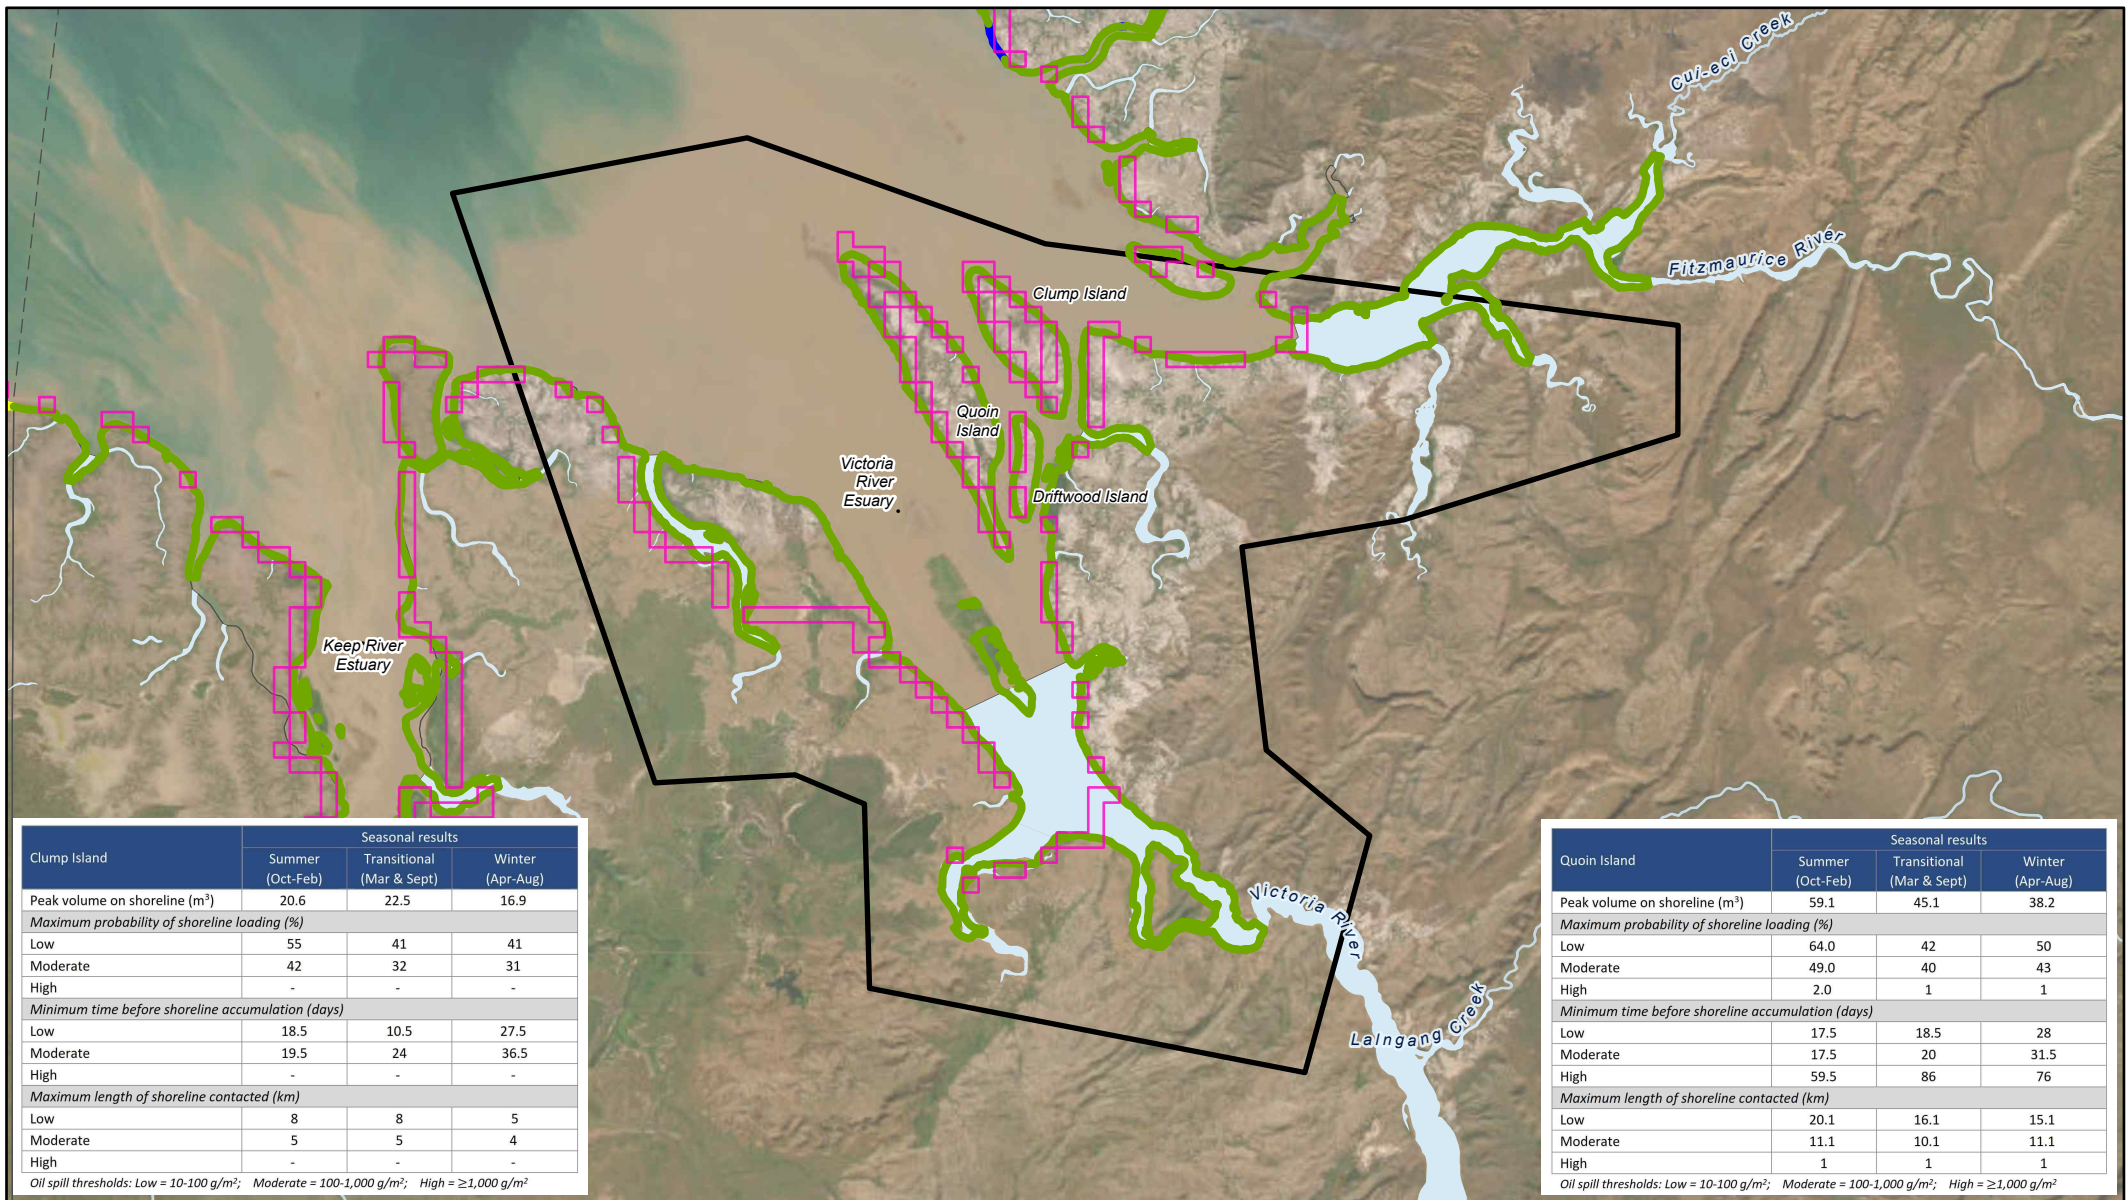 Cui-eci Creek
Fitzmaurice River
Clump Island
Quoin
Island
Victoria
River
Estuary
Driftwood Island
Keep River
Estuary
Victoria River
Lalngang Creek
Clump Island
Seasonal results
Summer
(Oct-Feb)
Transitional
(Mar & Sept)
Winter
(Apr-Aug)
Peak volume on shoreline (m³) 20.6 22.5 16.9
Maximum probability of shoreline loading (%)
Low 55 41 41
Moderate 42 32 31
High - - -
Minimum time before shoreline accumulation (days)
Low 18.5 10.5 27.5
Moderate 19.5 24 36.5
High - - -
Maximum length of shoreline contacted (km)
Low 8 8 5
Moderate 5 5 4
High - - -
Oil spill thresholds: Low = 10-100 g/m²; Moderate = 100-1,000 g/m²; High = ≥1,000 g/m²
Quoin Island
Seasonal results
Summer
(Oct-Feb)
Transitional
(Mar & Sept)
Winter
(Apr-Aug)
Peak volume on shoreline (m³) 59.1 45.1 38.2
Maximum probability of shoreline loading (%)
Low 64.0 42 50
Moderate 49.0 40 43
High 2.0 1 1
Minimum time before shoreline accumulation (days)
Low 17.5 18.5 28
Moderate 17.5 20 31.5
High 59.5 86 76
Maximum length of shoreline contacted (km)
Low 20.1 16.1 15.1
Moderate 11.1 10.1 11.1
High 1 1 1
Oil spill thresholds: Low = 10-100 g/m²; Moderate = 100-1,000 g/m²; High = ≥1,000 g/m²